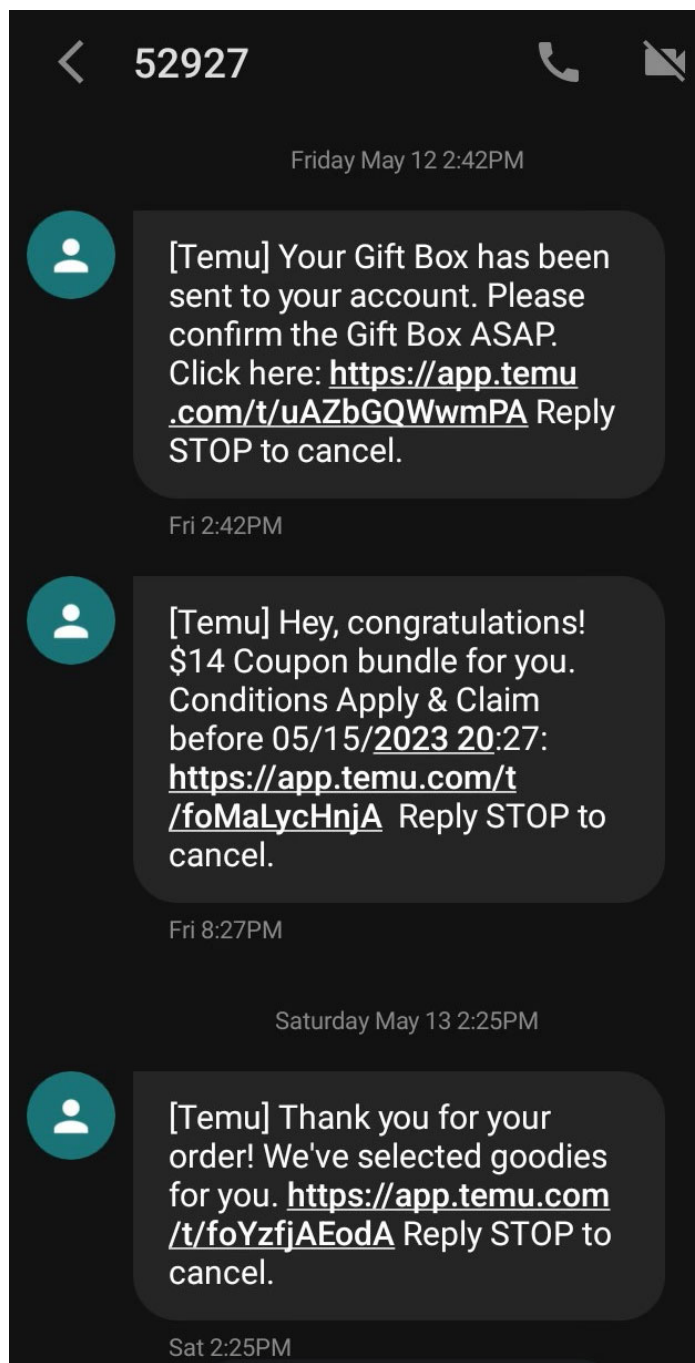 52927
Friday May 12 2:42PM
[Temu] Your Gift Box has been
sent to your account. Please
confirm the Gift Box ASAP.
Click here: https://app.temu
.com/t/uAZbGQWwmPA Reply
STOP to cancel.
Fri 2:42PM
[Temu] Hey, congratulations!
$14 Coupon bundle for you.
Conditions Apply & Claim
before 05/15/2023 20:27:
https://app.temu.com/t
/foMaLycHnjA Reply STOP to
cancel.
Fri 8:27PM
Saturday May 13 2:25PM
[Temu] Thank you for your
order! We've selected goodies
for you. https://app.temu.com
/t/foYzfjAEodA Reply STOP to
cancel.
Sat 2:25PM